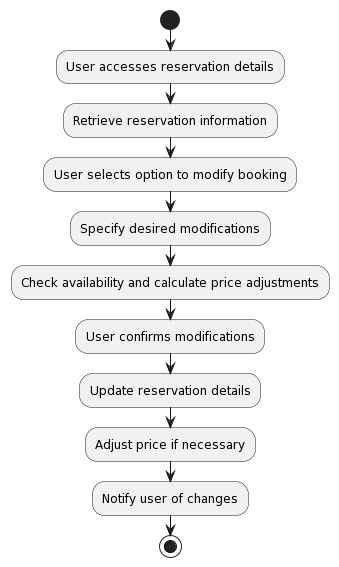 User accesses reservation details
Retrieve reservation information
User selects option to modify booking
Specify desired modifications
Check availability and calculate price adjustments
User confirms modifications
Update reservation details
Adjust price if necessary
Notify user of changes